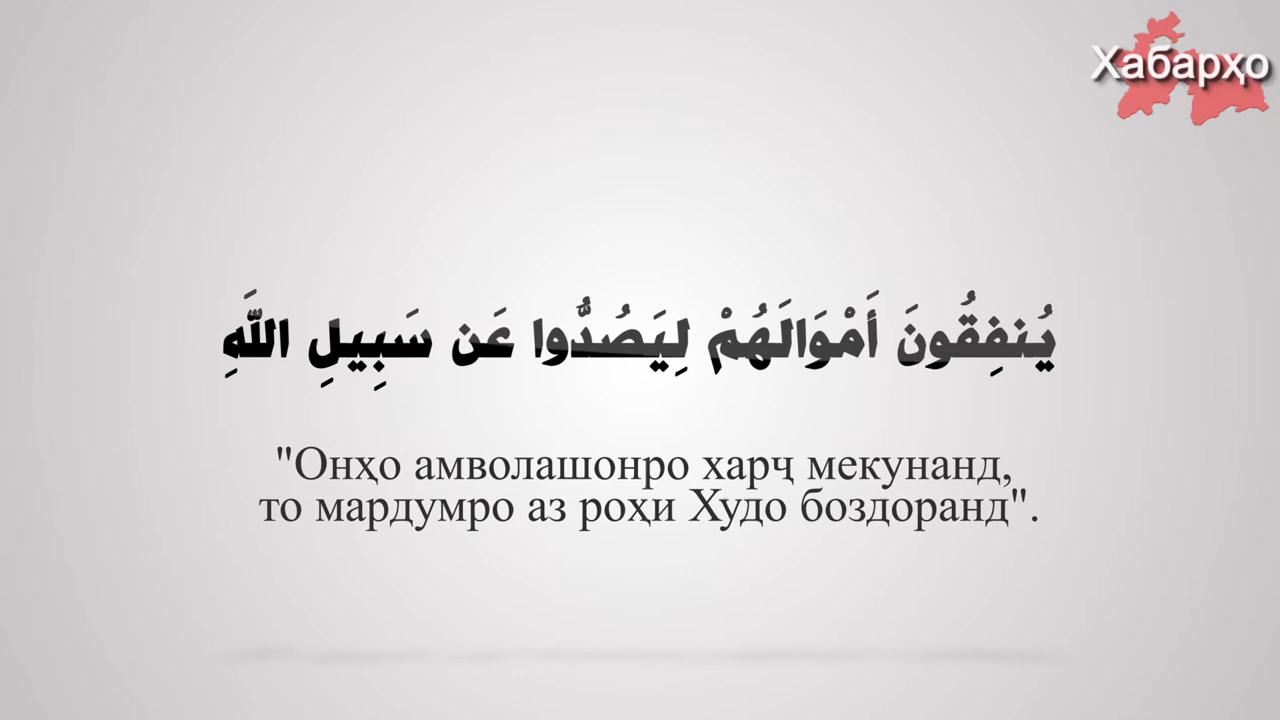 Хабарҳо
يُنفِقُونَ أَمْوَالَهُمْ لِيَصُدُّوا عَن سَبِيلِ اللَّهِ
"Онҳо амволашонро харҷ мекунанд,
то мардумро аз роҳи Худо боздоранд".